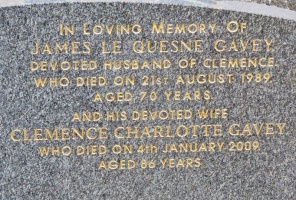 IN LOVING MEMORY OF
JAMES LE QUESNE GAVEY
DEVOTED HUSBAND OF CLEMENCE
WHO DIED ON 21ST AUGUST 1989
AGED 70 YEARS
AND HIS DEVOTED WIFE
CLEMENCE CHARLOTTE GAVEY
WHO DIED ON 4th JANUARY 2009
AGED 86 YEARS